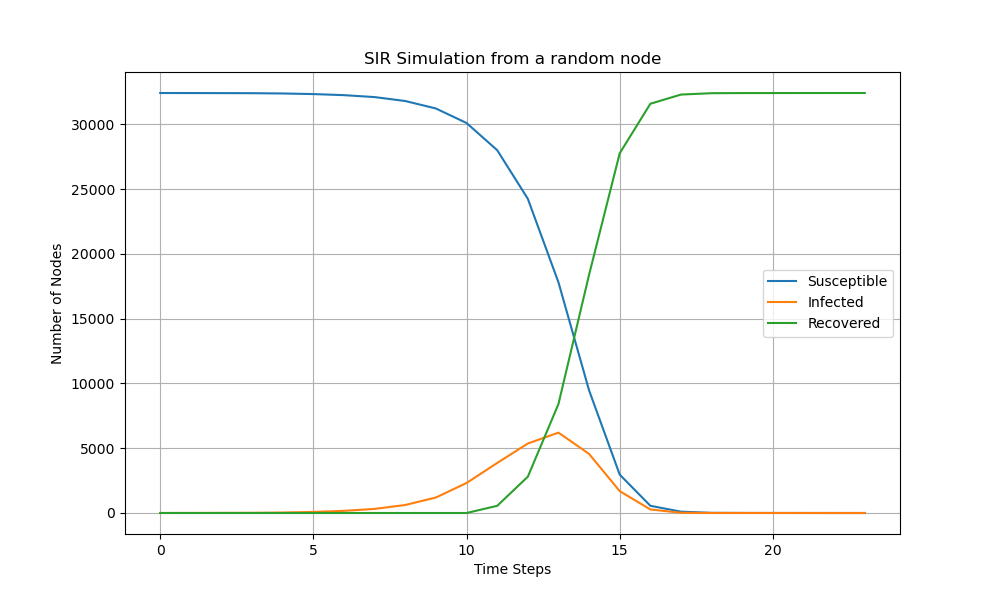 SIR Simulation from a random node
Number of Nodes
30000
25000
20000
15000
10000
5000
0
Susceptible
Infected
Recovered
0 5 10 15 20
Time Steps